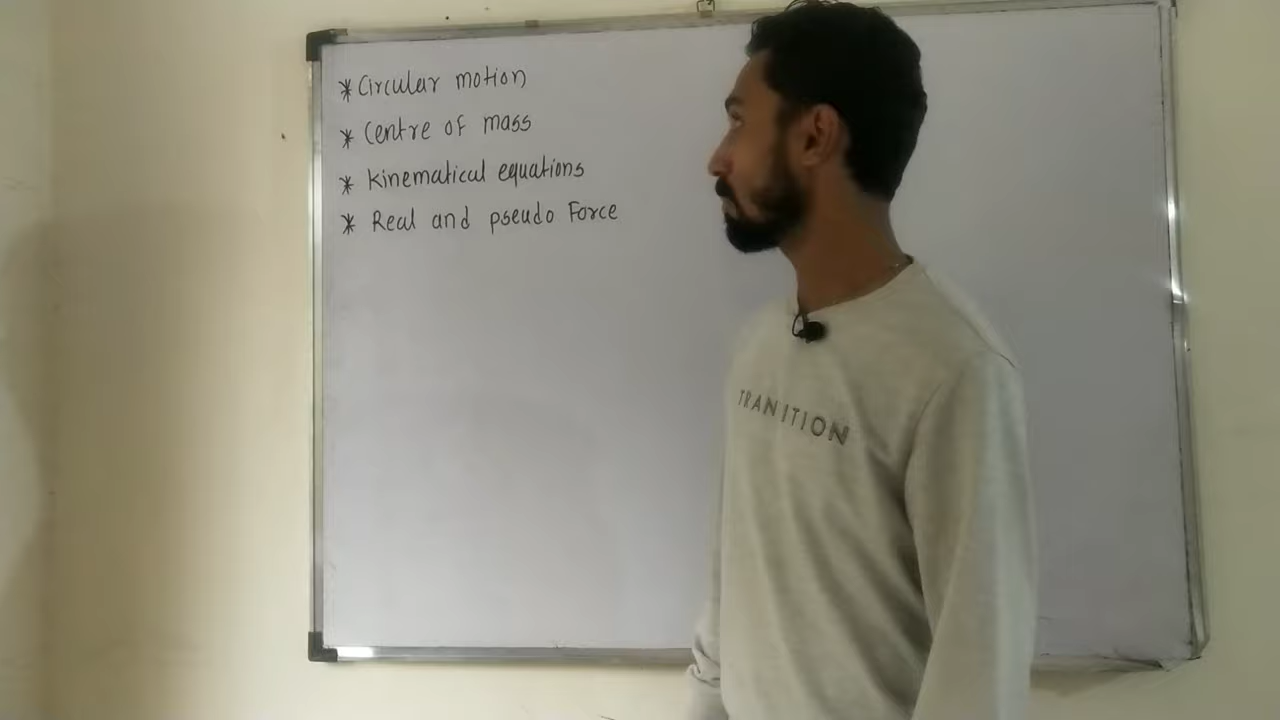 * Circular motion
* Centre of mass
* Kinematical equations
* Real and pseudo Force
TRANITION